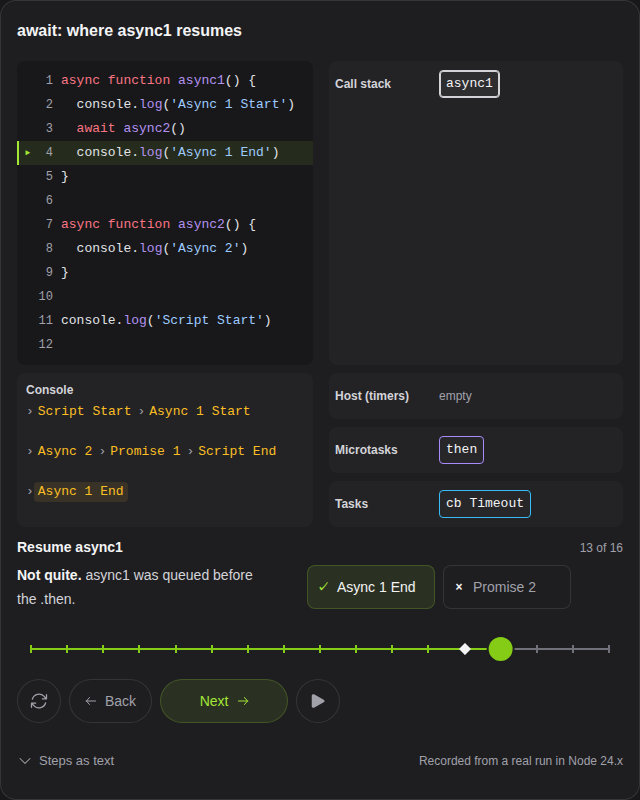 await: where async1 resumes
1 async function async1() {
2 console.log('Async 1 Start')
3 await async2()
▸ 4 console.log('Async 1 End')
5 }
6
7 async function async2() {
8 console.log('Async 2')
9 }
10
11 console.log('Script Start')
12
Call stack
async1
Console
› Script Start › Async 1 Start
› Async 2 › Promise 1 › Script End
› Async 1 End
Host (timers)
empty
Microtasks
then
Tasks
cb Timeout
Resume async1
13 of 16
Not quite. async1 was queued before
the .then.
✓ Async 1 End
× Promise 2
← Back
Next →
Steps as text
Recorded from a real run in Node 24.x